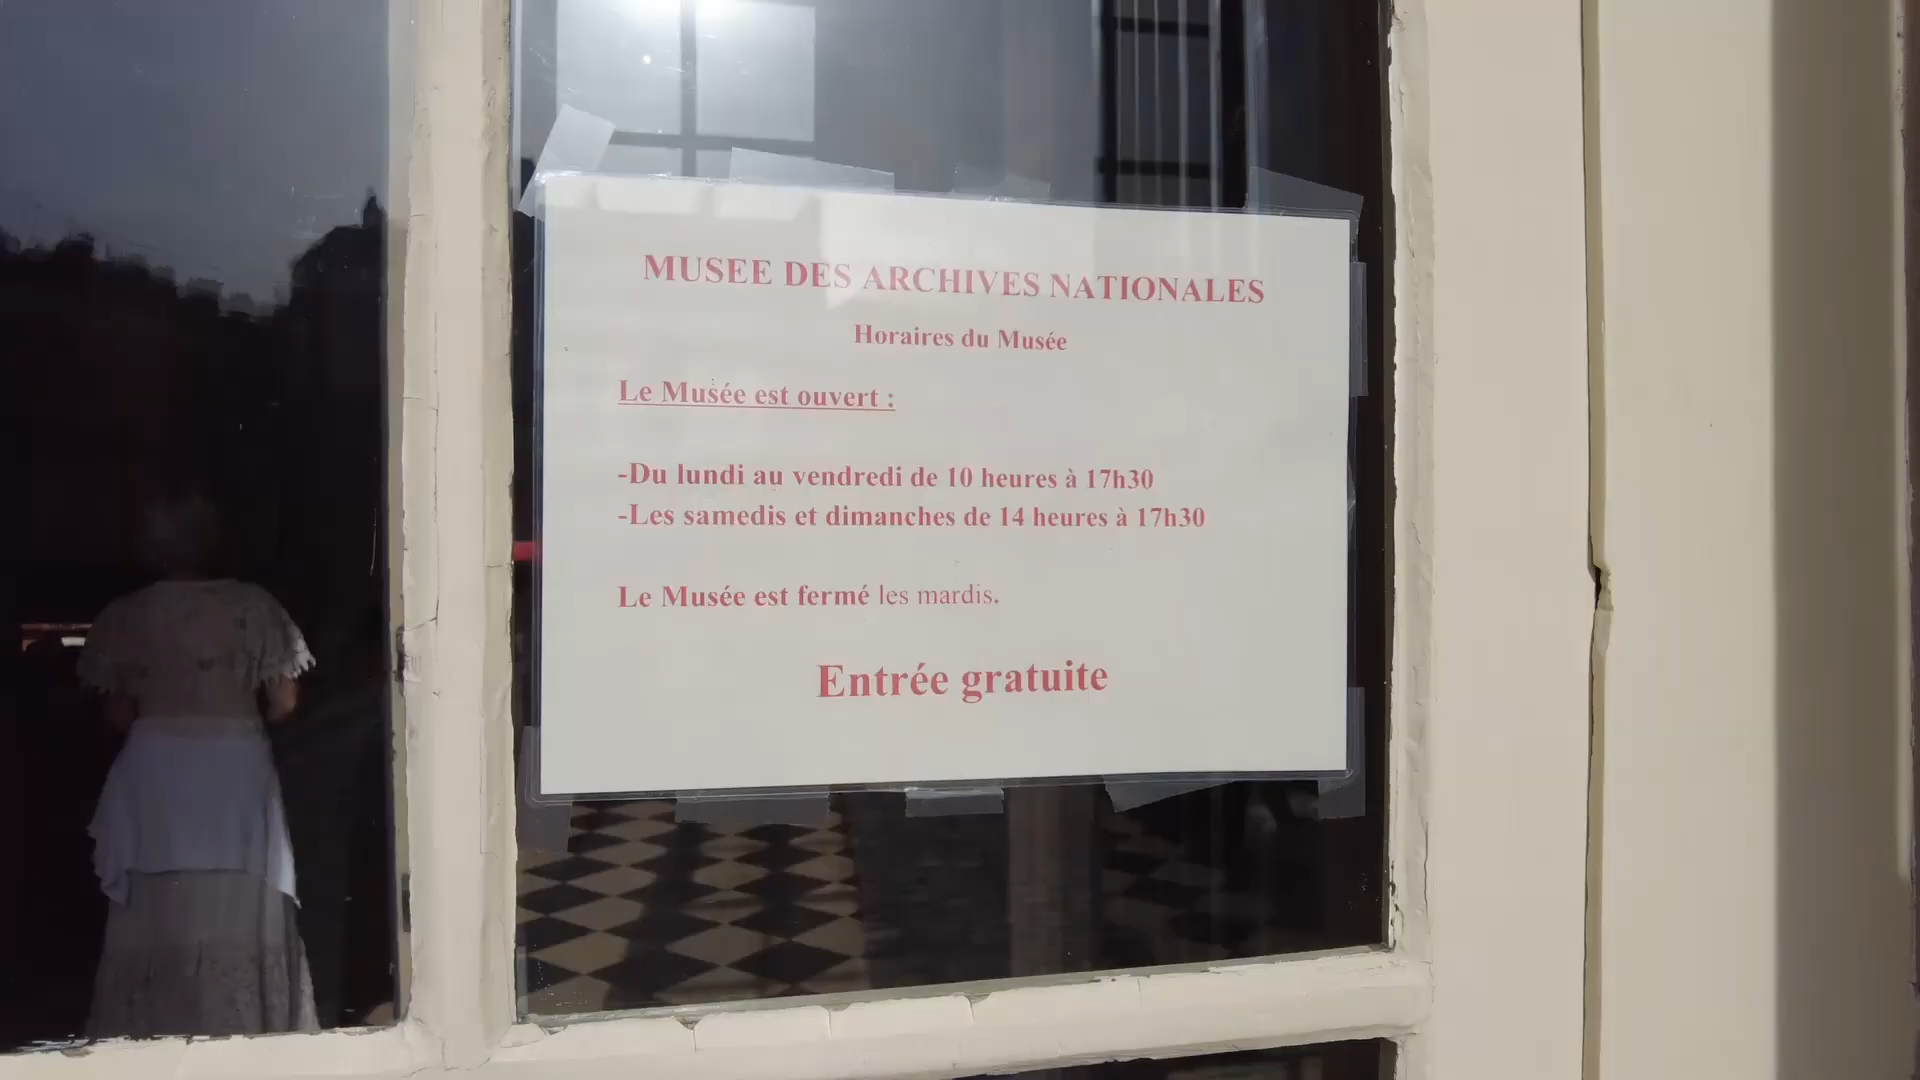 MUSEE DES ARCHIVES NATIONALES
Horaires du Musée
Le Musée est ouvert :
-Du lundi au vendredi de 10 heures à 17h30
-Les samedis et dimanches de 14 heures à 17h30
Le Musée est fermé les mardis.
Entrée gratuite